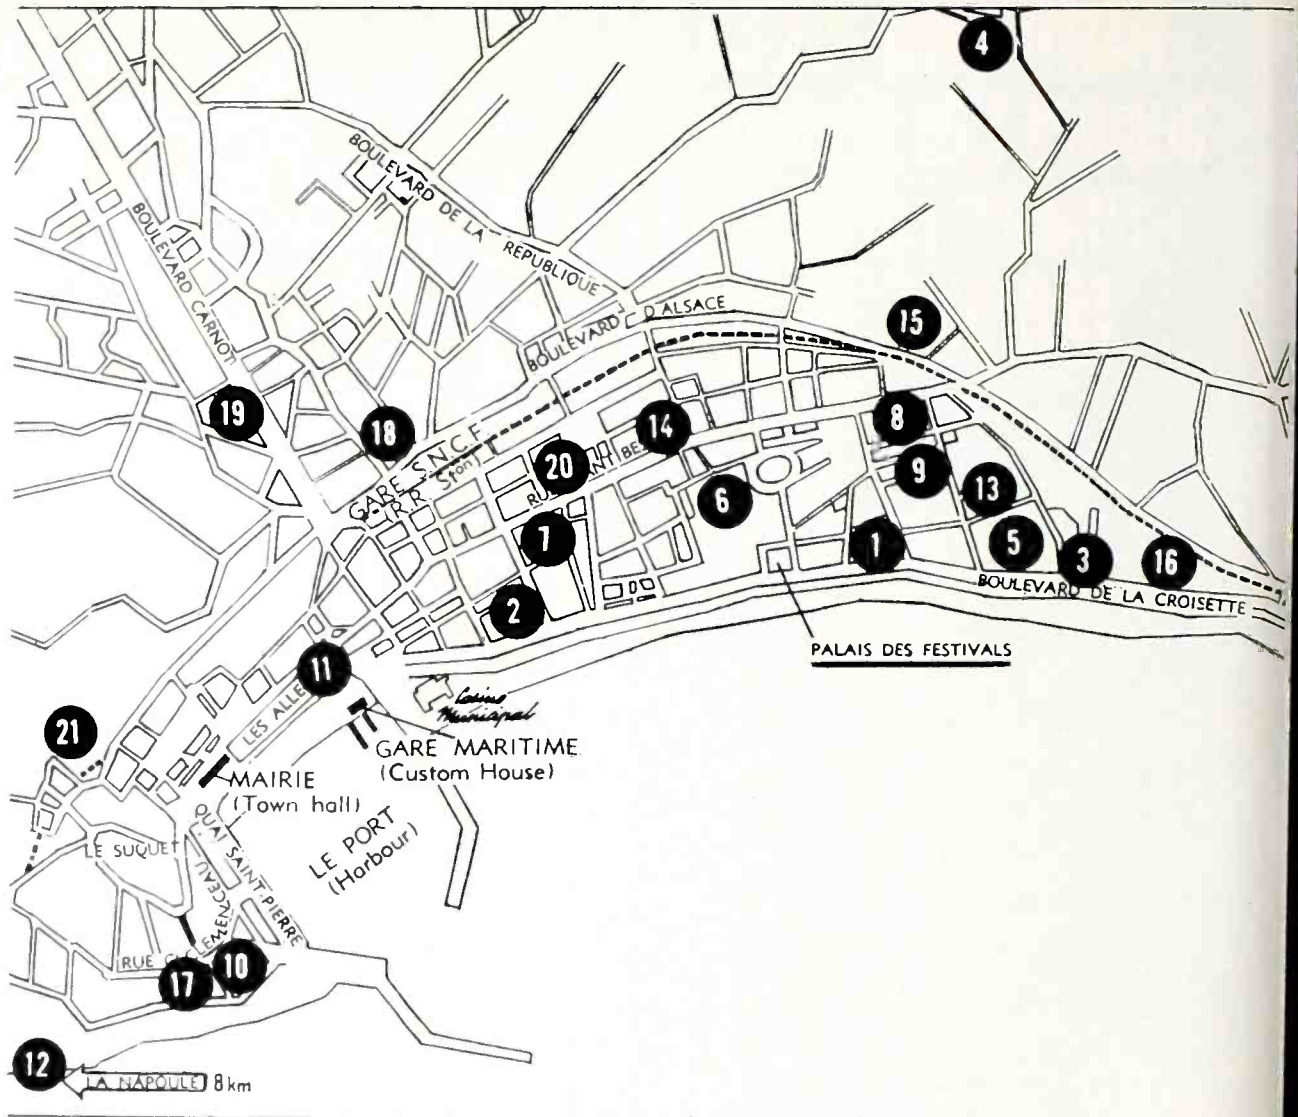 4
BOULEVARD DE LA REPUBLIQUE
BOULEVARD CARNOT
BOULEVARD D'ALSACE
15
19
18
14
8
GARE S.N.C.F.
(R.R. Ston)
20
9
6
13
7
1
5
3
16
2
BOULEVARD DE LA CROISETTE
PALAIS DES FESTIVALS
11
LES ALLE
Casino
Municipal
21
GARE MARITIME
(Custom House)
MAIRIE
(Town hall)
QUAI SAINT-PIERRE
LE PORT
(Harbour)
LE SUQUET
RUE G. CLEMENCEAU
10
17
12
LA NAPOULE 8 km